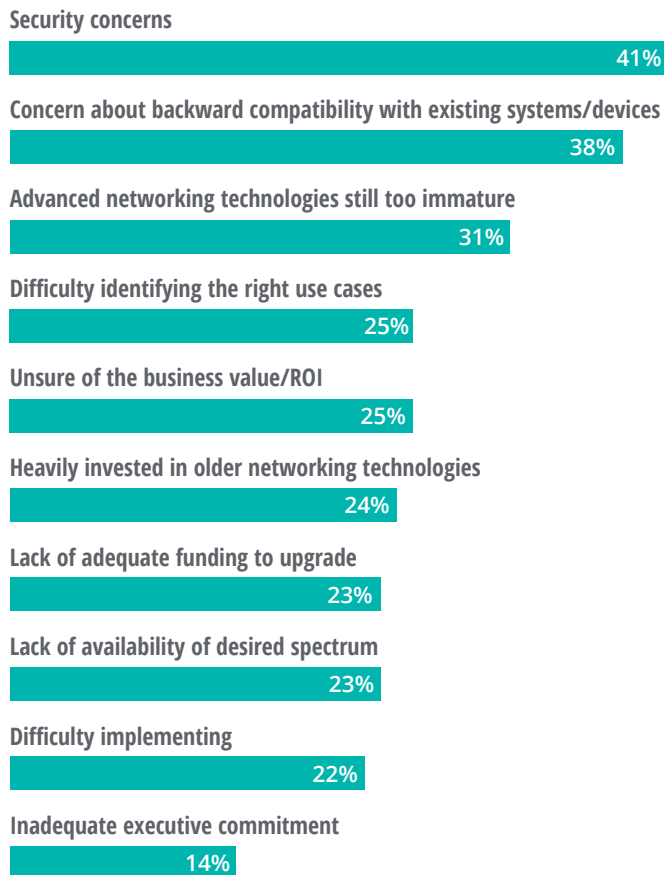 Security concerns
41%
Concern about backward compatibility with existing systems/devices
38%
Advanced networking technologies still too immature
31%
Difficulty identifying the right use cases
25%
Unsure of the business value/ROI
25%
Heavily invested in older networking technologies
24%
Lack of adequate funding to upgrade
23%
Lack of availability of desired spectrum
23%
Difficulty implementing
22%
Inadequate executive commitment
14%